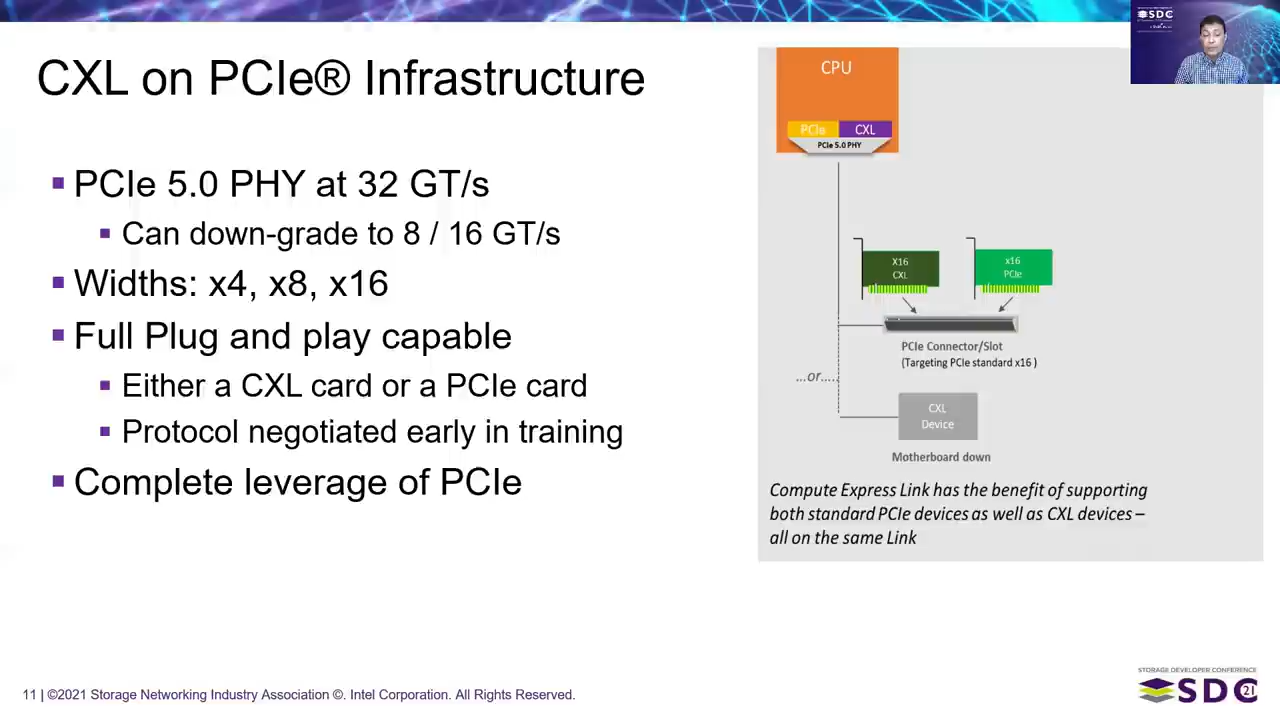 SDC
CXL on PCIe® Infrastructure
PCIe 5.0 PHY at 32 GT/s
Can down-grade to 8 / 16 GT/s
Widths: x4, x8, x16
Full Plug and play capable
Either a CXL card or a PCIe card
Protocol negotiated early in training
Complete leverage of PCIe
CPU
PCIe CXL
PCIe 5.0 PHY
X16
CXL
x16
PCIe
PCIe Connector/Slot
(Targeting PCIe standard x16 )
...or.....
CXL
Device
Motherboard down
Compute Express Link has the benefit of supporting
both standard PCIe devices as well as CXL devices –
all on the same Link
11 | ©2021 Storage Networking Industry Association ©. Intel Corporation. All Rights Reserved.
STORAGE DEVELOPER CONFERENCE
SDC 21